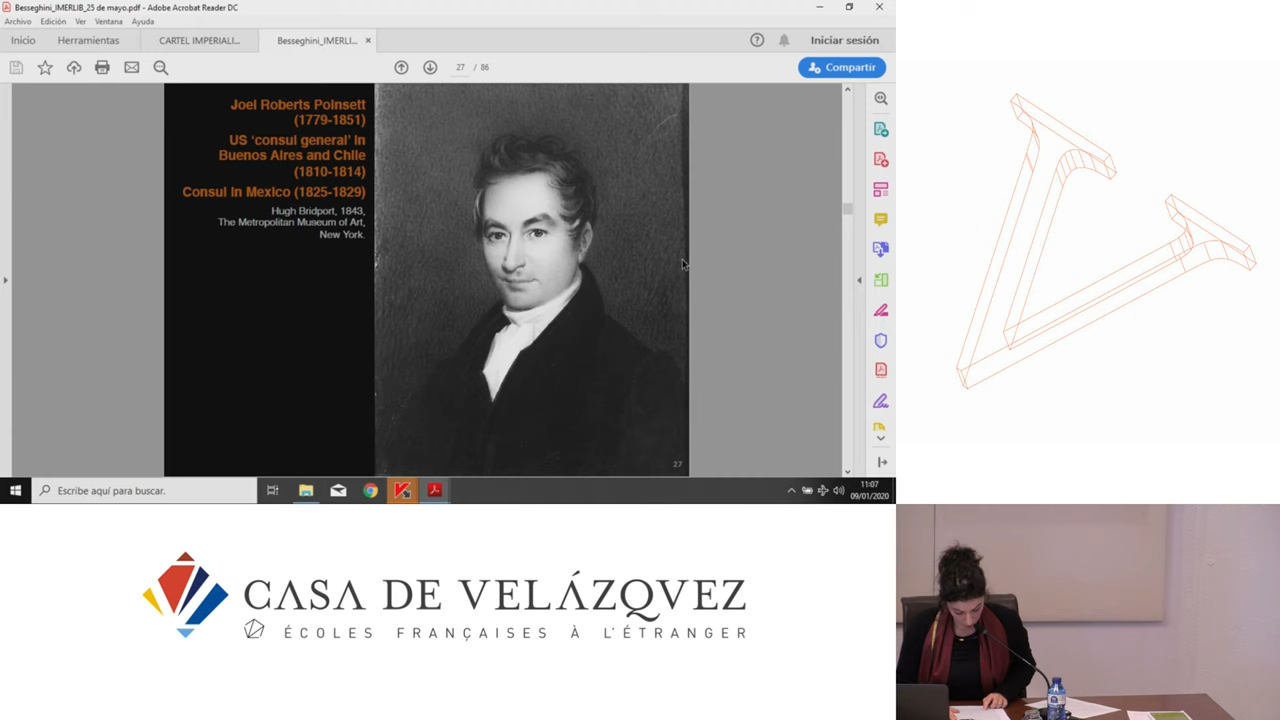 Besseghini_IMERLIB_25 de mayo.pdf - Adobe Acrobat Reader DC
Archivo Edición Ver Ventana Ayuda
Inicio Herramientas CARTEL IMPERIALI... Besseghini_IMERLI... × Iniciar sesión
27 / 86 Compartir
Joel Roberts Poinsett
(1779-1851)
US ‘consul general’ in
Buenos Aires and Chile
(1810-1814)
Consul in Mexico (1825-1829)
Hugh Bridport, 1843,
The Metropolitan Museum of Art,
New York.
27
Escribe aquí para buscar.
11:07
09/01/2020
CASA DE VELÁZQVEZ
ÉCOLES FRANÇAISES À L'ÉTRANGER